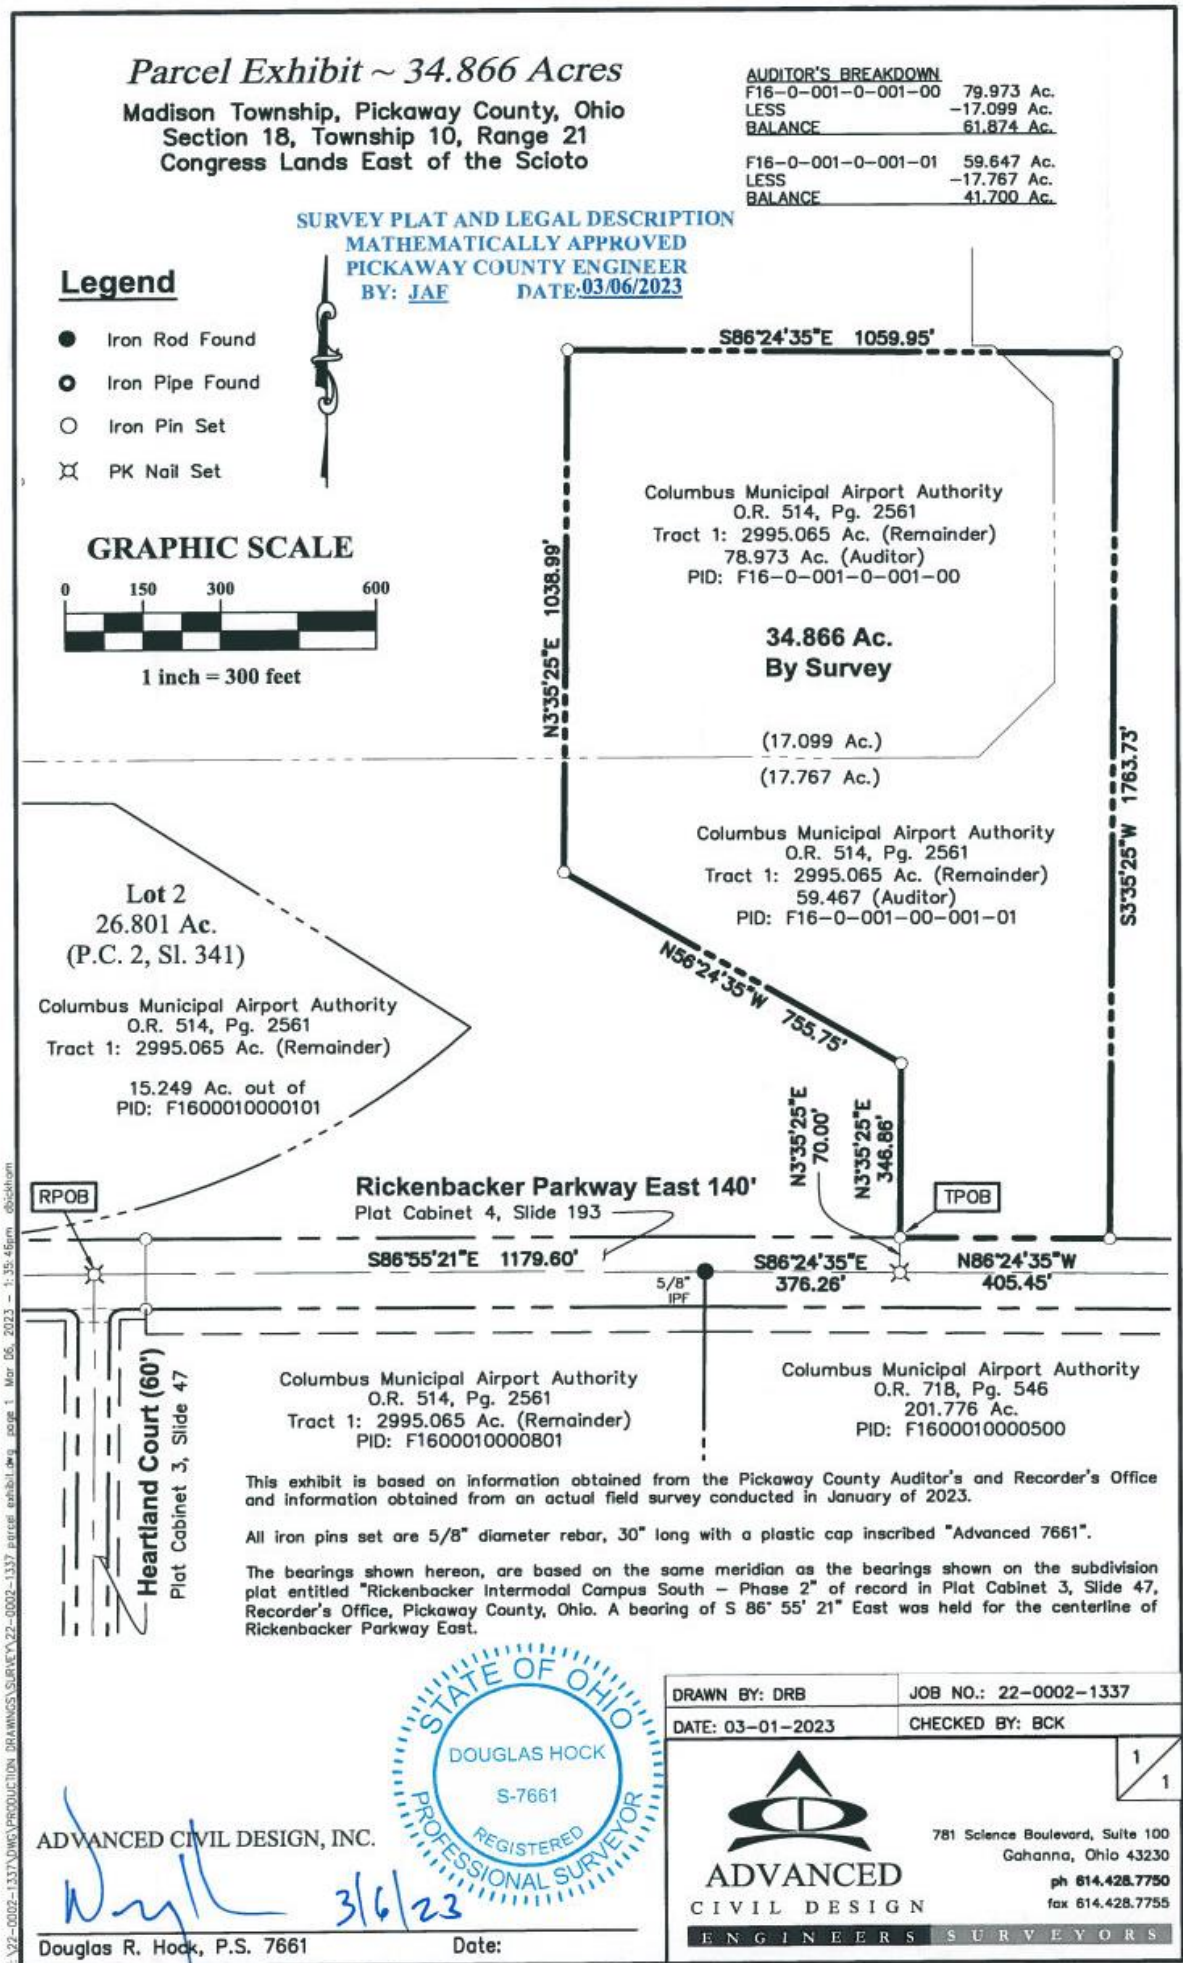 Parcel Exhibit ~ 34.866 Acres
Madison Township, Pickaway County, Ohio
Section 18, Township 10, Range 21
Congress Lands East of the Scioto
AUDITOR'S BREAKDOWN
F16-0-001-0-001-00 79.973 Ac.
LESS -17.099 Ac.
BALANCE 61.874 Ac.
F16-0-001-0-001-01 59.647 Ac.
LESS -17.767 Ac.
BALANCE 41.700 Ac.
SURVEY PLAT AND LEGAL DESCRIPTION
MATHEMATICALLY APPROVED
PICKAWAY COUNTY ENGINEER
BY: JAF DATE: 03/06/2023
Legend
Iron Rod Found
Iron Pipe Found
Iron Pin Set
PK Nail Set
GRAPHIC SCALE
0 150 300 600
1 inch = 300 feet
S86°24'35"E 1059.95'
N3°35'25"E 1038.99'
Columbus Municipal Airport Authority
O.R. 514, Pg. 2561
Tract 1: 2995.065 Ac. (Remainder)
78.973 Ac. (Auditor)
PID: F16-0-001-0-001-00
34.866 Ac.
By Survey
(17.099 Ac.)
(17.767 Ac.)
S3°35'25"W 1763.73'
Columbus Municipal Airport Authority
O.R. 514, Pg. 2561
Tract 1: 2995.065 Ac. (Remainder)
59.467 (Auditor)
PID: F16-0-001-00-001-01
N56°24'35"W 755.75'
Lot 2
26.801 Ac.
(P.C. 2, Sl. 341)
Columbus Municipal Airport Authority
O.R. 514, Pg. 2561
Tract 1: 2995.065 Ac. (Remainder)
15.249 Ac. out of
PID: F1600010000101
N3°35'25"E
70.00'
N3°35'25"E
346.86'
RPOB
TPOB
Rickenbacker Parkway East 140'
Plat Cabinet 4, Slide 193
S86°55'21"E 1179.60'
5/8"
IPF
S86°24'35"E
376.26'
N86°24'35"W
405.45'
Heartland Court (60')
Plat Cabinet 3, Slide 47
Columbus Municipal Airport Authority
O.R. 514, Pg. 2561
Tract 1: 2995.065 Ac. (Remainder)
PID: F1600010000801
Columbus Municipal Airport Authority
O.R. 718, Pg. 546
201.776 Ac.
PID: F1600010000500
This exhibit is based on information obtained from the Pickaway County Auditor's and Recorder's Office
and information obtained from an actual field survey conducted in January of 2023.
All iron pins set are 5/8" diameter rebar, 30" long with a plastic cap inscribed "Advanced 7661".
The bearings shown hereon, are based on the same meridian as the bearings shown on the subdivision
plat entitled "Rickenbacker Intermodal Campus South – Phase 2" of record in Plat Cabinet 3, Slide 47,
Recorder's Office, Pickaway County, Ohio. A bearing of S 86° 55' 21" East was held for the centerline of
Rickenbacker Parkway East.
STATE OF OHIO
DOUGLAS HOCK
S-7661
REGISTERED
PROFESSIONAL SURVEYOR
ADVANCED CIVIL DESIGN, INC.
3/6/23
Douglas R. Hock, P.S. 7661 Date:
DRAWN BY: DRB JOB NO.: 22-0002-1337
DATE: 03-01-2023 CHECKED BY: BCK
1
1
ADVANCED
CIVIL DESIGN
ENGINEERS SURVEYORS
781 Science Boulevard, Suite 100
Gahanna, Ohio 43230
ph 614.428.7750
fax 614.428.7755
\22-0002-1337\DWG\PRODUCTION DRAWINGS\SURVEY\22-0002-1337 parcel exhibit.dwg page 1 Mar 06, 2023 - 1:35:46pm dbickham